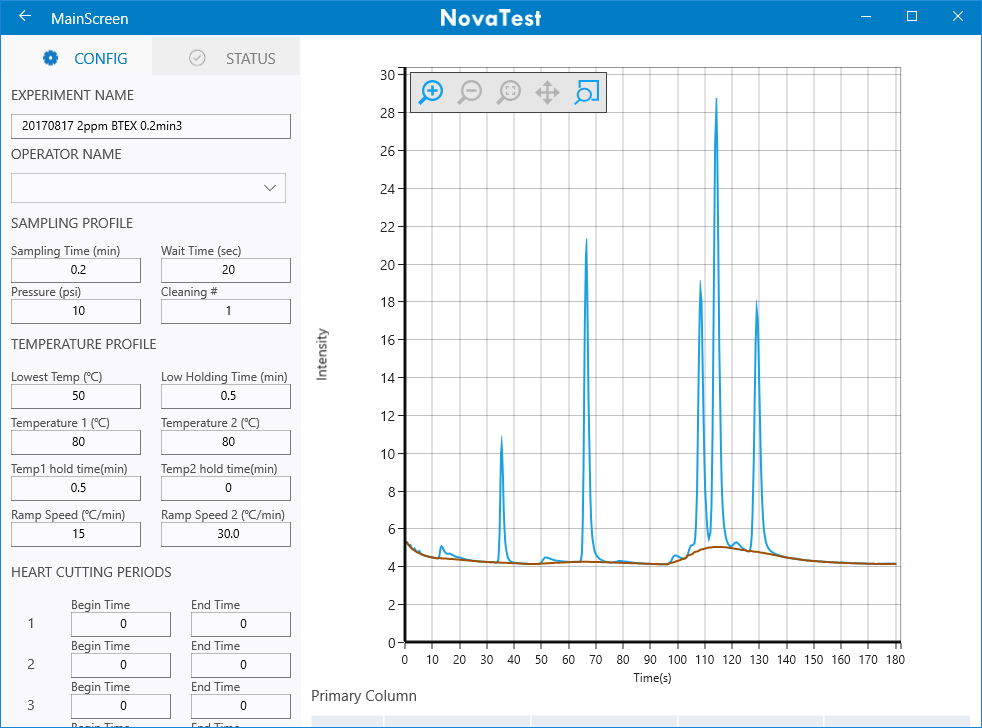 MainScreen
NovaTest
CONFIG
STATUS
EXPERIMENT NAME
20170817 2ppm BTEX 0.2min3
OPERATOR NAME
SAMPLING PROFILE
Sampling Time (min) Wait Time (sec)
0.2 20
Pressure (psi) Cleaning #
10 1
TEMPERATURE PROFILE
Lowest Temp (℃) Low Holding Time (min)
50 0.5
Temperature 1 (℃) Temperature 2 (℃)
80 80
Temp1 hold time(min) Temp2 hold time(min)
0.5 0
Ramp Speed (℃/min) Ramp Speed 2 (℃/min)
15 30.0
HEART CUTTING PERIODS
Begin Time End Time
1 0 0
Begin Time End Time
2 0 0
Begin Time End Time
3 0 0
Begin Time End Time
Intensity
30
28
26
24
22
20
18
16
14
12
10
8
6
4
2
0
0 10 20 30 40 50 60 70 80 90 100 110 120 130 140 150 160 170 180
Time(s)
Primary Column